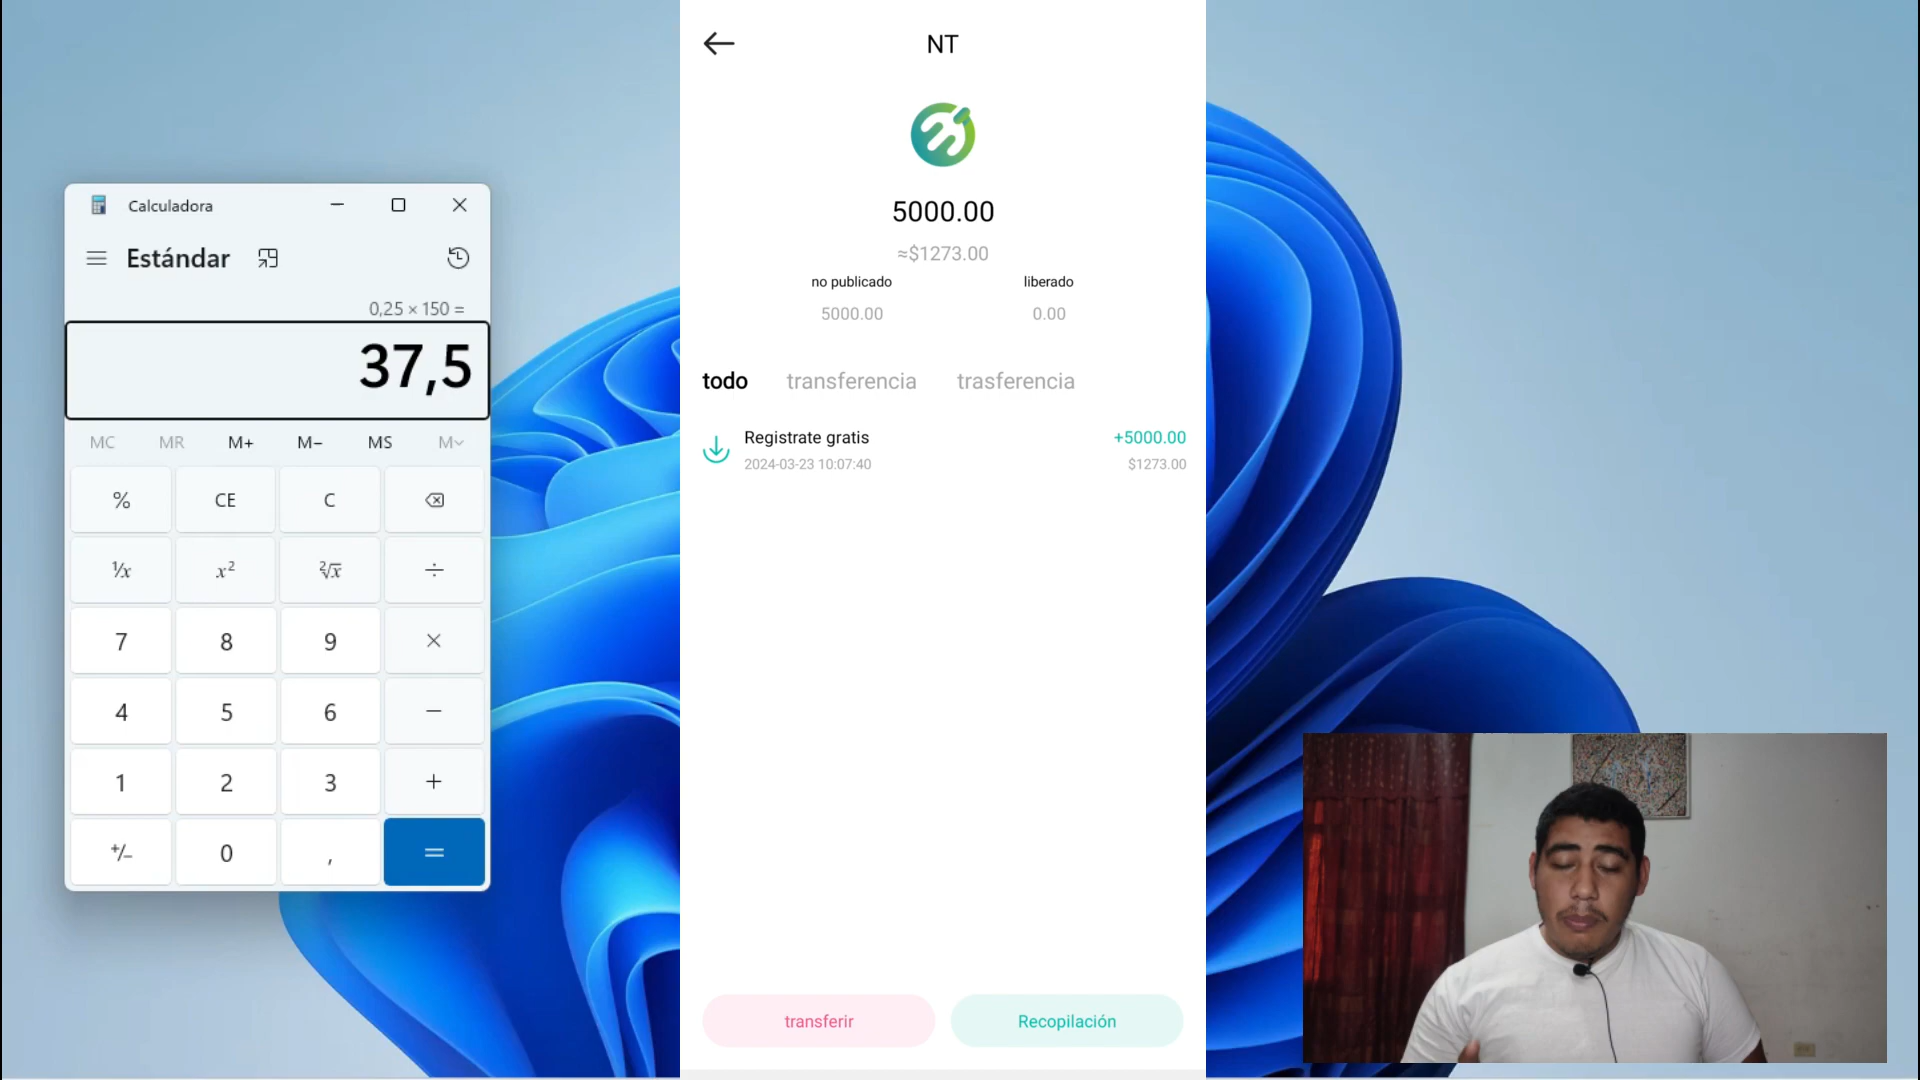 Calculadora
Estándar
0,25 × 150 =
37,5
MC MR M+ M− MS M
% CE C
¹/x x² ²√x ÷
7 8 9 ×
4 5 6 −
1 2 3 +
+/− 0 , =
NT
5000.00
≈$1273.00
no publicado liberado
5000.00 0.00
todo transferencia trasferencia
Registrate gratis +5000.00
2024-03-23 10:07:40 $1273.00
transferir Recopilación